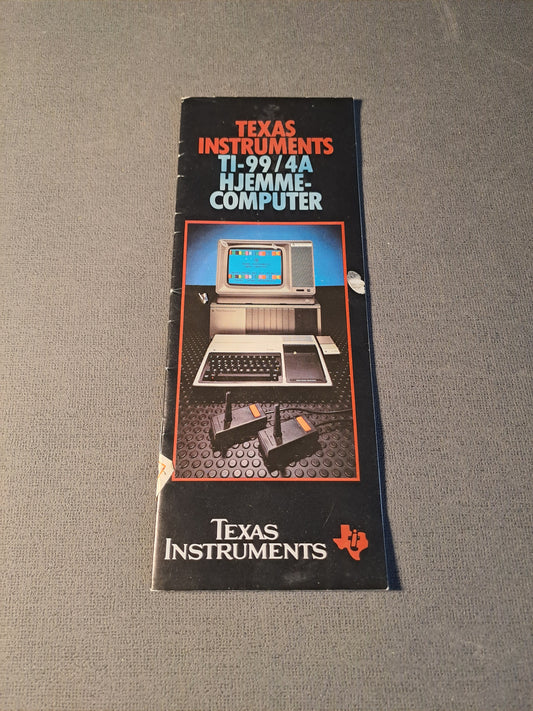 TEXAS
INSTRUMENTS
TI-99/4A
HJEMME-
COMPUTER
TEXAS
INSTRUMENTS